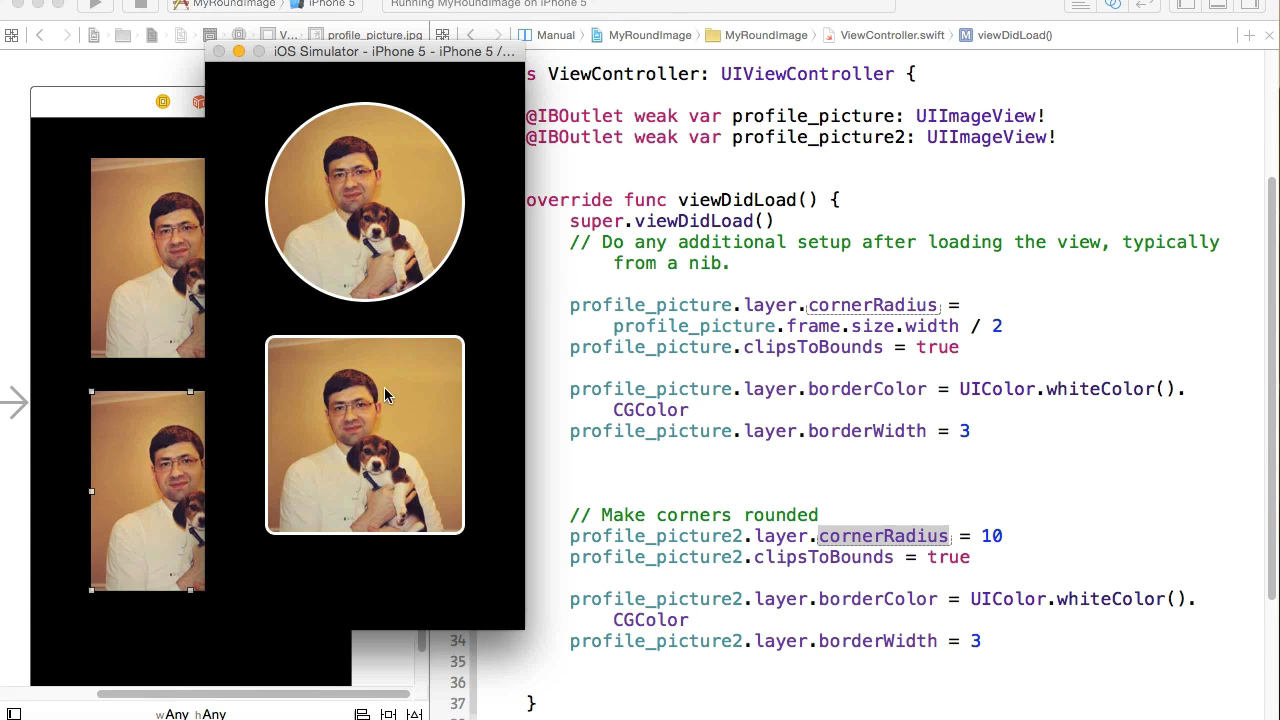 MyRoundImage
iPhone 5
Running MyRoundImage on iPhone 5
V...
profile_picture.jpg
Manual
MyRoundImage
MyRoundImage
ViewController.swift
M
viewDidLoad()
iOS Simulator - iPhone 5 - iPhone 5 /...
s ViewController: UIViewController {
@IBOutlet weak var profile_picture: UIImageView!
@IBOutlet weak var profile_picture2: UIImageView!
override func viewDidLoad() {
super.viewDidLoad()
// Do any additional setup after loading the view, typically
from a nib.
profile_picture.layer.cornerRadius =
profile_picture.frame.size.width / 2
profile_picture.clipsToBounds = true
profile_picture.layer.borderColor = UIColor.whiteColor().
CGColor
profile_picture.layer.borderWidth = 3
// Make corners rounded
profile_picture2.layer.cornerRadius = 10
profile_picture2.clipsToBounds = true
profile_picture2.layer.borderColor = UIColor.whiteColor().
CGColor
34 profile_picture2.layer.borderWidth = 3
35
36
37 }
wAny hAny